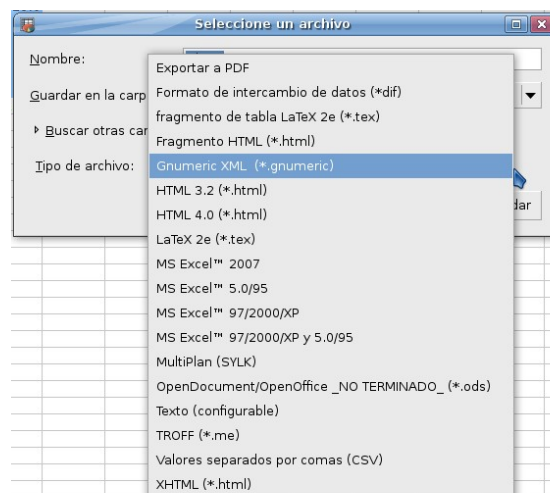 Seleccione un archivo
Nombre:
Guardar en la carp
Buscar otras car
Tipo de archivo:
Exportar a PDF
Formato de intercambio de datos (*dif)
fragmento de tabla LaTeX 2e (*.tex)
Fragmento HTML (*.html)
Gnumeric XML (*.gnumeric)
HTML 3.2 (*.html)
HTML 4.0 (*.html)
LaTeX 2e (*.tex)
MS Excel™ 2007
MS Excel™ 5.0/95
MS Excel™ 97/2000/XP
MS Excel™ 97/2000/XP y 5.0/95
MultiPlan (SYLK)
OpenDocument/OpenOffice _NO TERMINADO_ (*.ods)
Texto (configurable)
TROFF (*.me)
Valores separados por comas (CSV)
XHTML (*.html)
dar